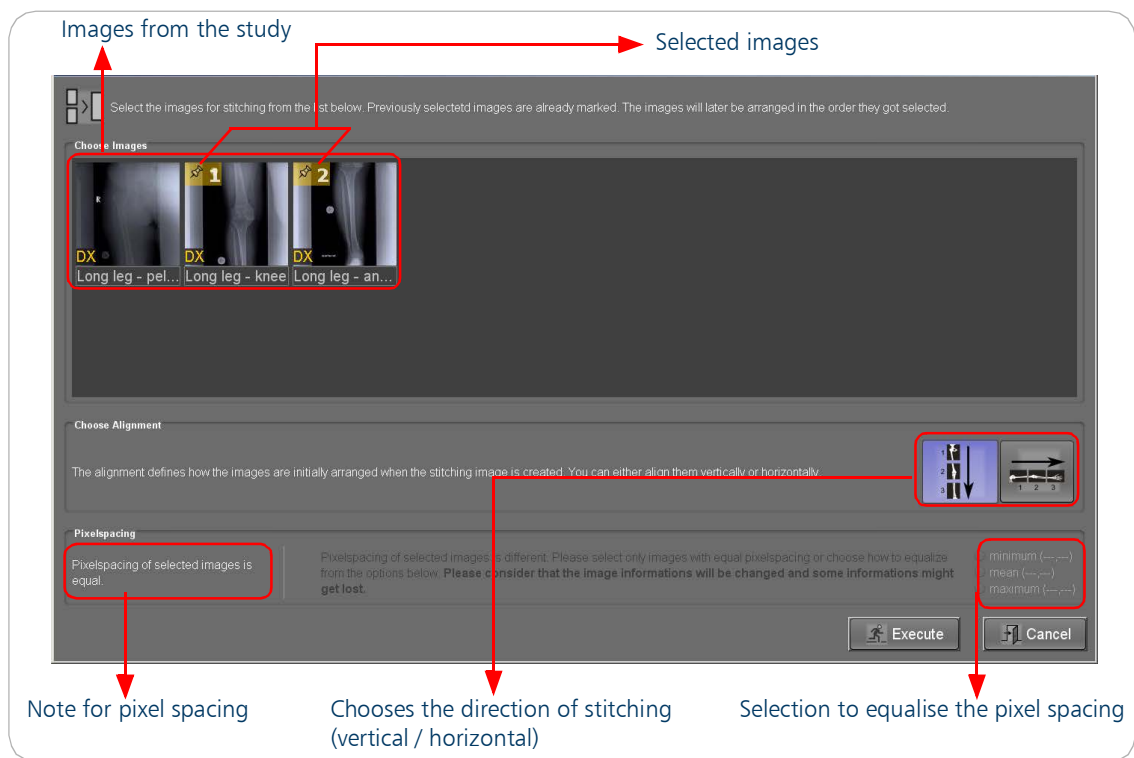 Images from the study
Selected images
Select the images for stitching from the list below. Previously selectetd images are already marked. The images will later be arranged in the order they got selected.
Choose Images
R
1
2
DX
DX
DX
Long leg - pel...
Long leg - knee
Long leg - an...
Choose Alignment
The alignment defines how the images are initially arranged when the stitching image is created. You can either align them vertically or horizontally.
1
2
3
1 2 3
Pixelspacing
Pixelspacing of selected images is
equal.
Pixelspacing of selected images is different. Please select only images with equal pixelspacing or choose how to equalize
from the options below. Please consider that the image informations will be changed and some informations might
get lost.
minimum (---,---)
mean (---,---)
maximum (---,---)
Execute
Cancel
Note for pixel spacing
Chooses the direction of stitching
(vertical / horizontal)
Selection to equalise the pixel spacing